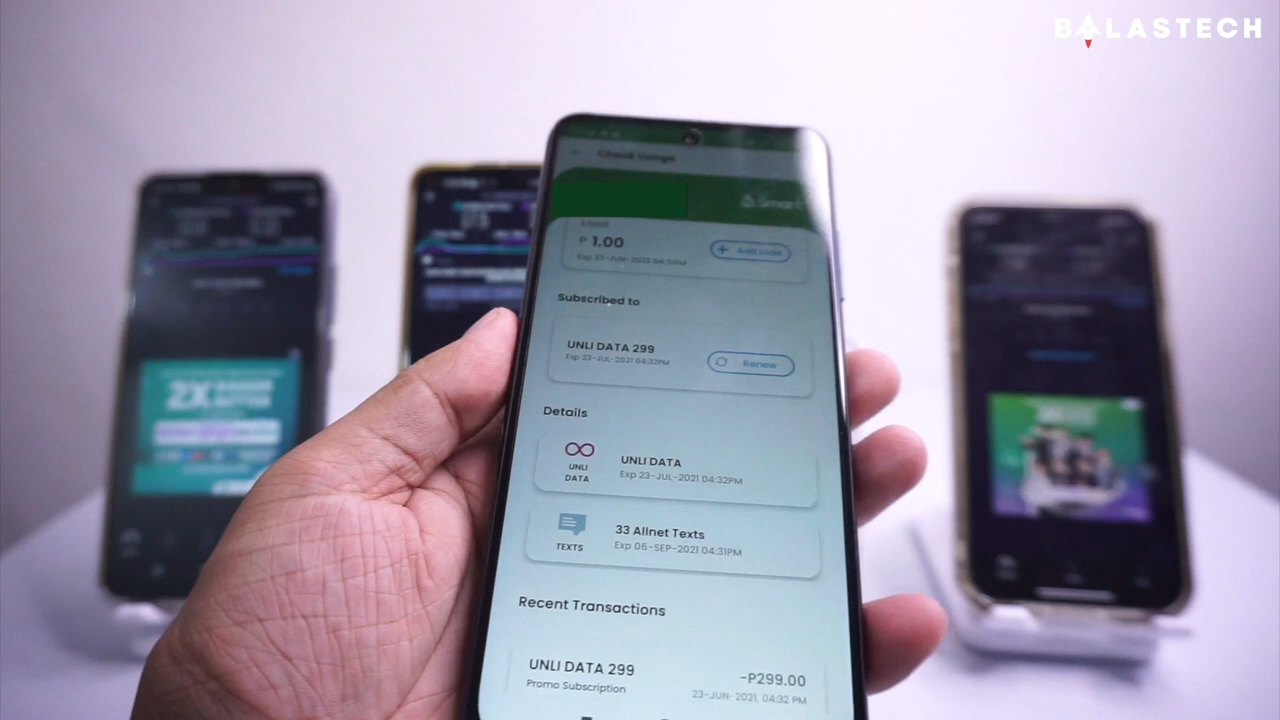 BALASTECH
Check Usage
Smart
Load
P 1.00
Add Load
Exp 23-JUN-2022 04:31PM
Subscribed to
UNLI DATA 299
Exp 23-JUL-2021 04:32PM
Renew
Details
UNLI DATA
UNLI DATA
Exp 23-JUL-2021 04:32PM
33 Allnet Texts
Exp 06-SEP-2021 04:31PM
TEXTS
Recent Transactions
UNLI DATA 299
-P299.00
Promo Subscription
23-JUN-2021, 04:32 PM
2X